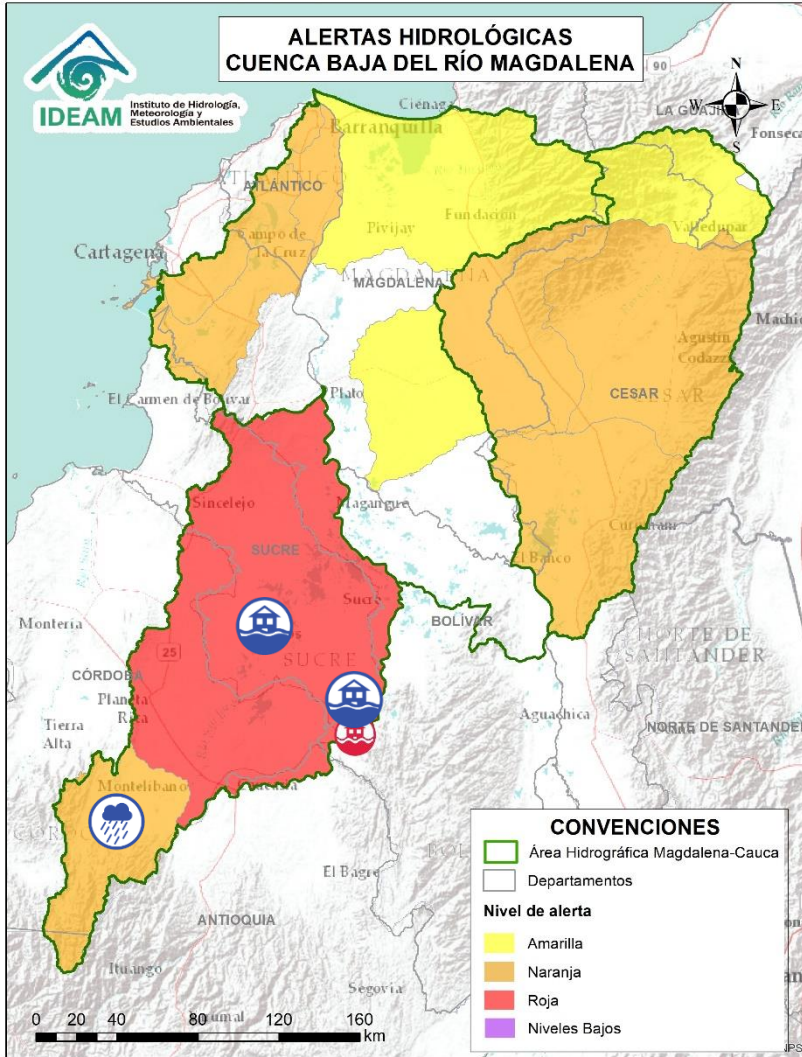 ALERTAS HIDROLÓGICAS
CUENCA BAJA DEL RÍO MAGDALENA
IDEAM
Instituto de Hidrología,
Meteorología y
Estudios Ambientales
N
W
E
S
90
Ciénaga
LA GUAJIRA
Fonseca
Barranquilla
ATLÁNTICO
Pivijay
Fundación
Valledupar
Campo de
la Cruz
Cartagena
MAGDALENA
Agustín
Codazzi
CESAR
El Carmen de Bolívar
Plato
Sincelejo
Magangué
SUCRE
El Banco
Sucre
BOLÍVAR
Montería
SUCRE
NORTE DE
SANTANDER
25
CÓRDOBA
Planeta
Rica
Aguachica
NORTE DE SANTANDER
Tierra
Alta
Montelíbano
El Bagre
ANTIOQUIA
Ituango
Segovia
CONVENCIONES
Área Hidrográfica Magdalena-Cauca
Departamentos
Nivel de alerta
Amarilla
Naranja
Roja
Niveles Bajos
0 20 40 80 120 160
km